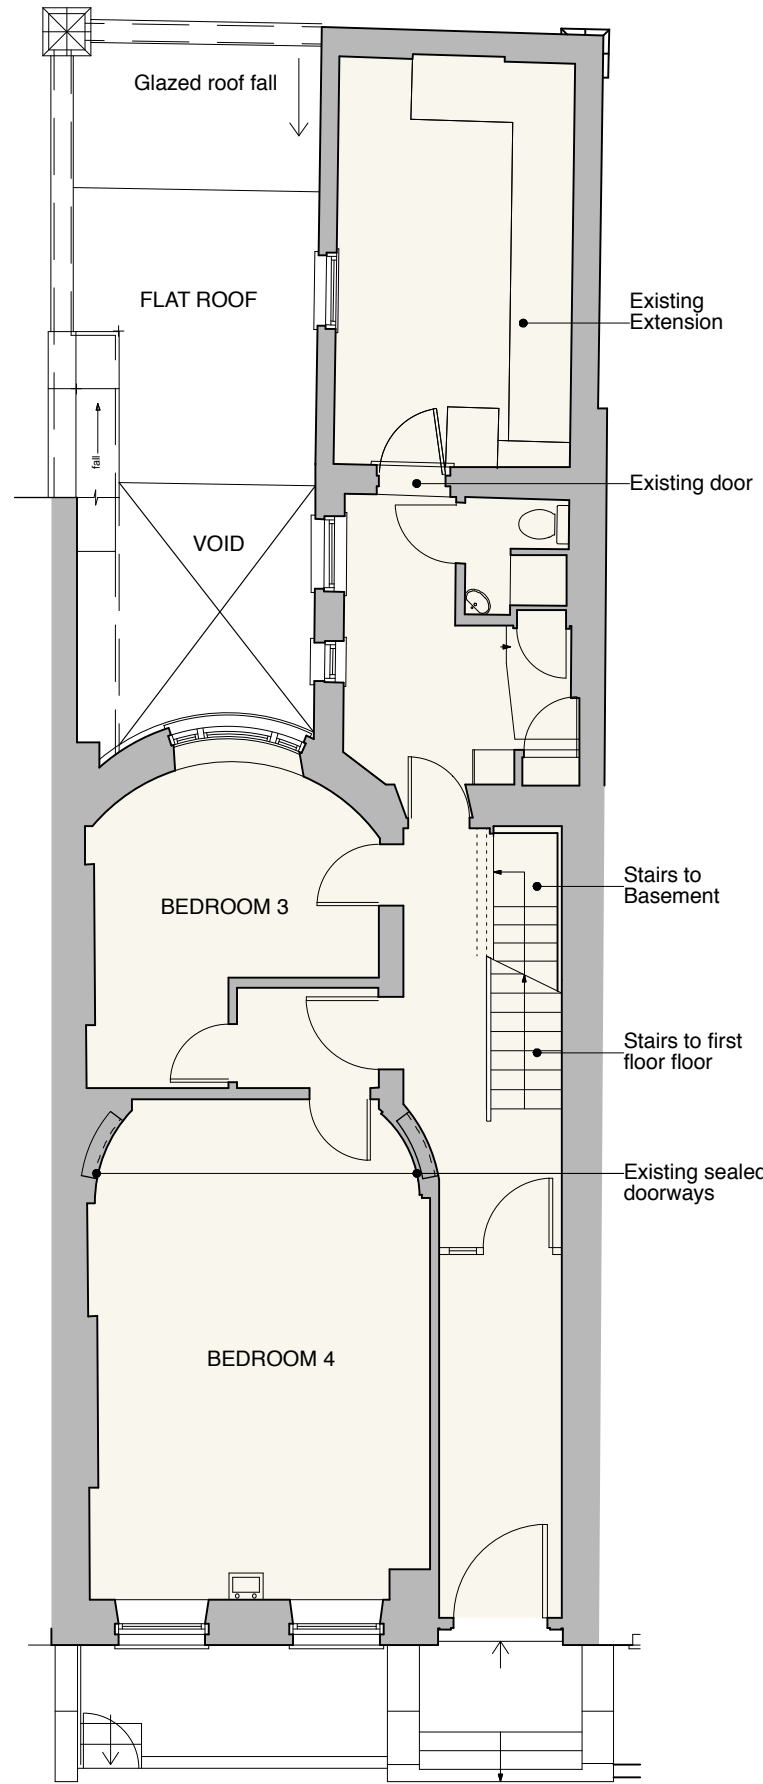 Glazed roof fall
FLAT ROOF
Existing
Extension
fall
Existing door
VOID
Stairs to
Basement
BEDROOM 3
Stairs to first
floor floor
Existing sealed
doorways
BEDROOM 4